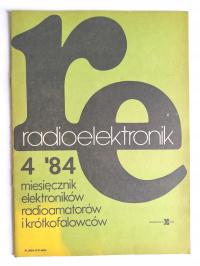 re
radioelektronik
4 '84
miesięcznik
elektroników
radioamatorów
i krótkofalowców